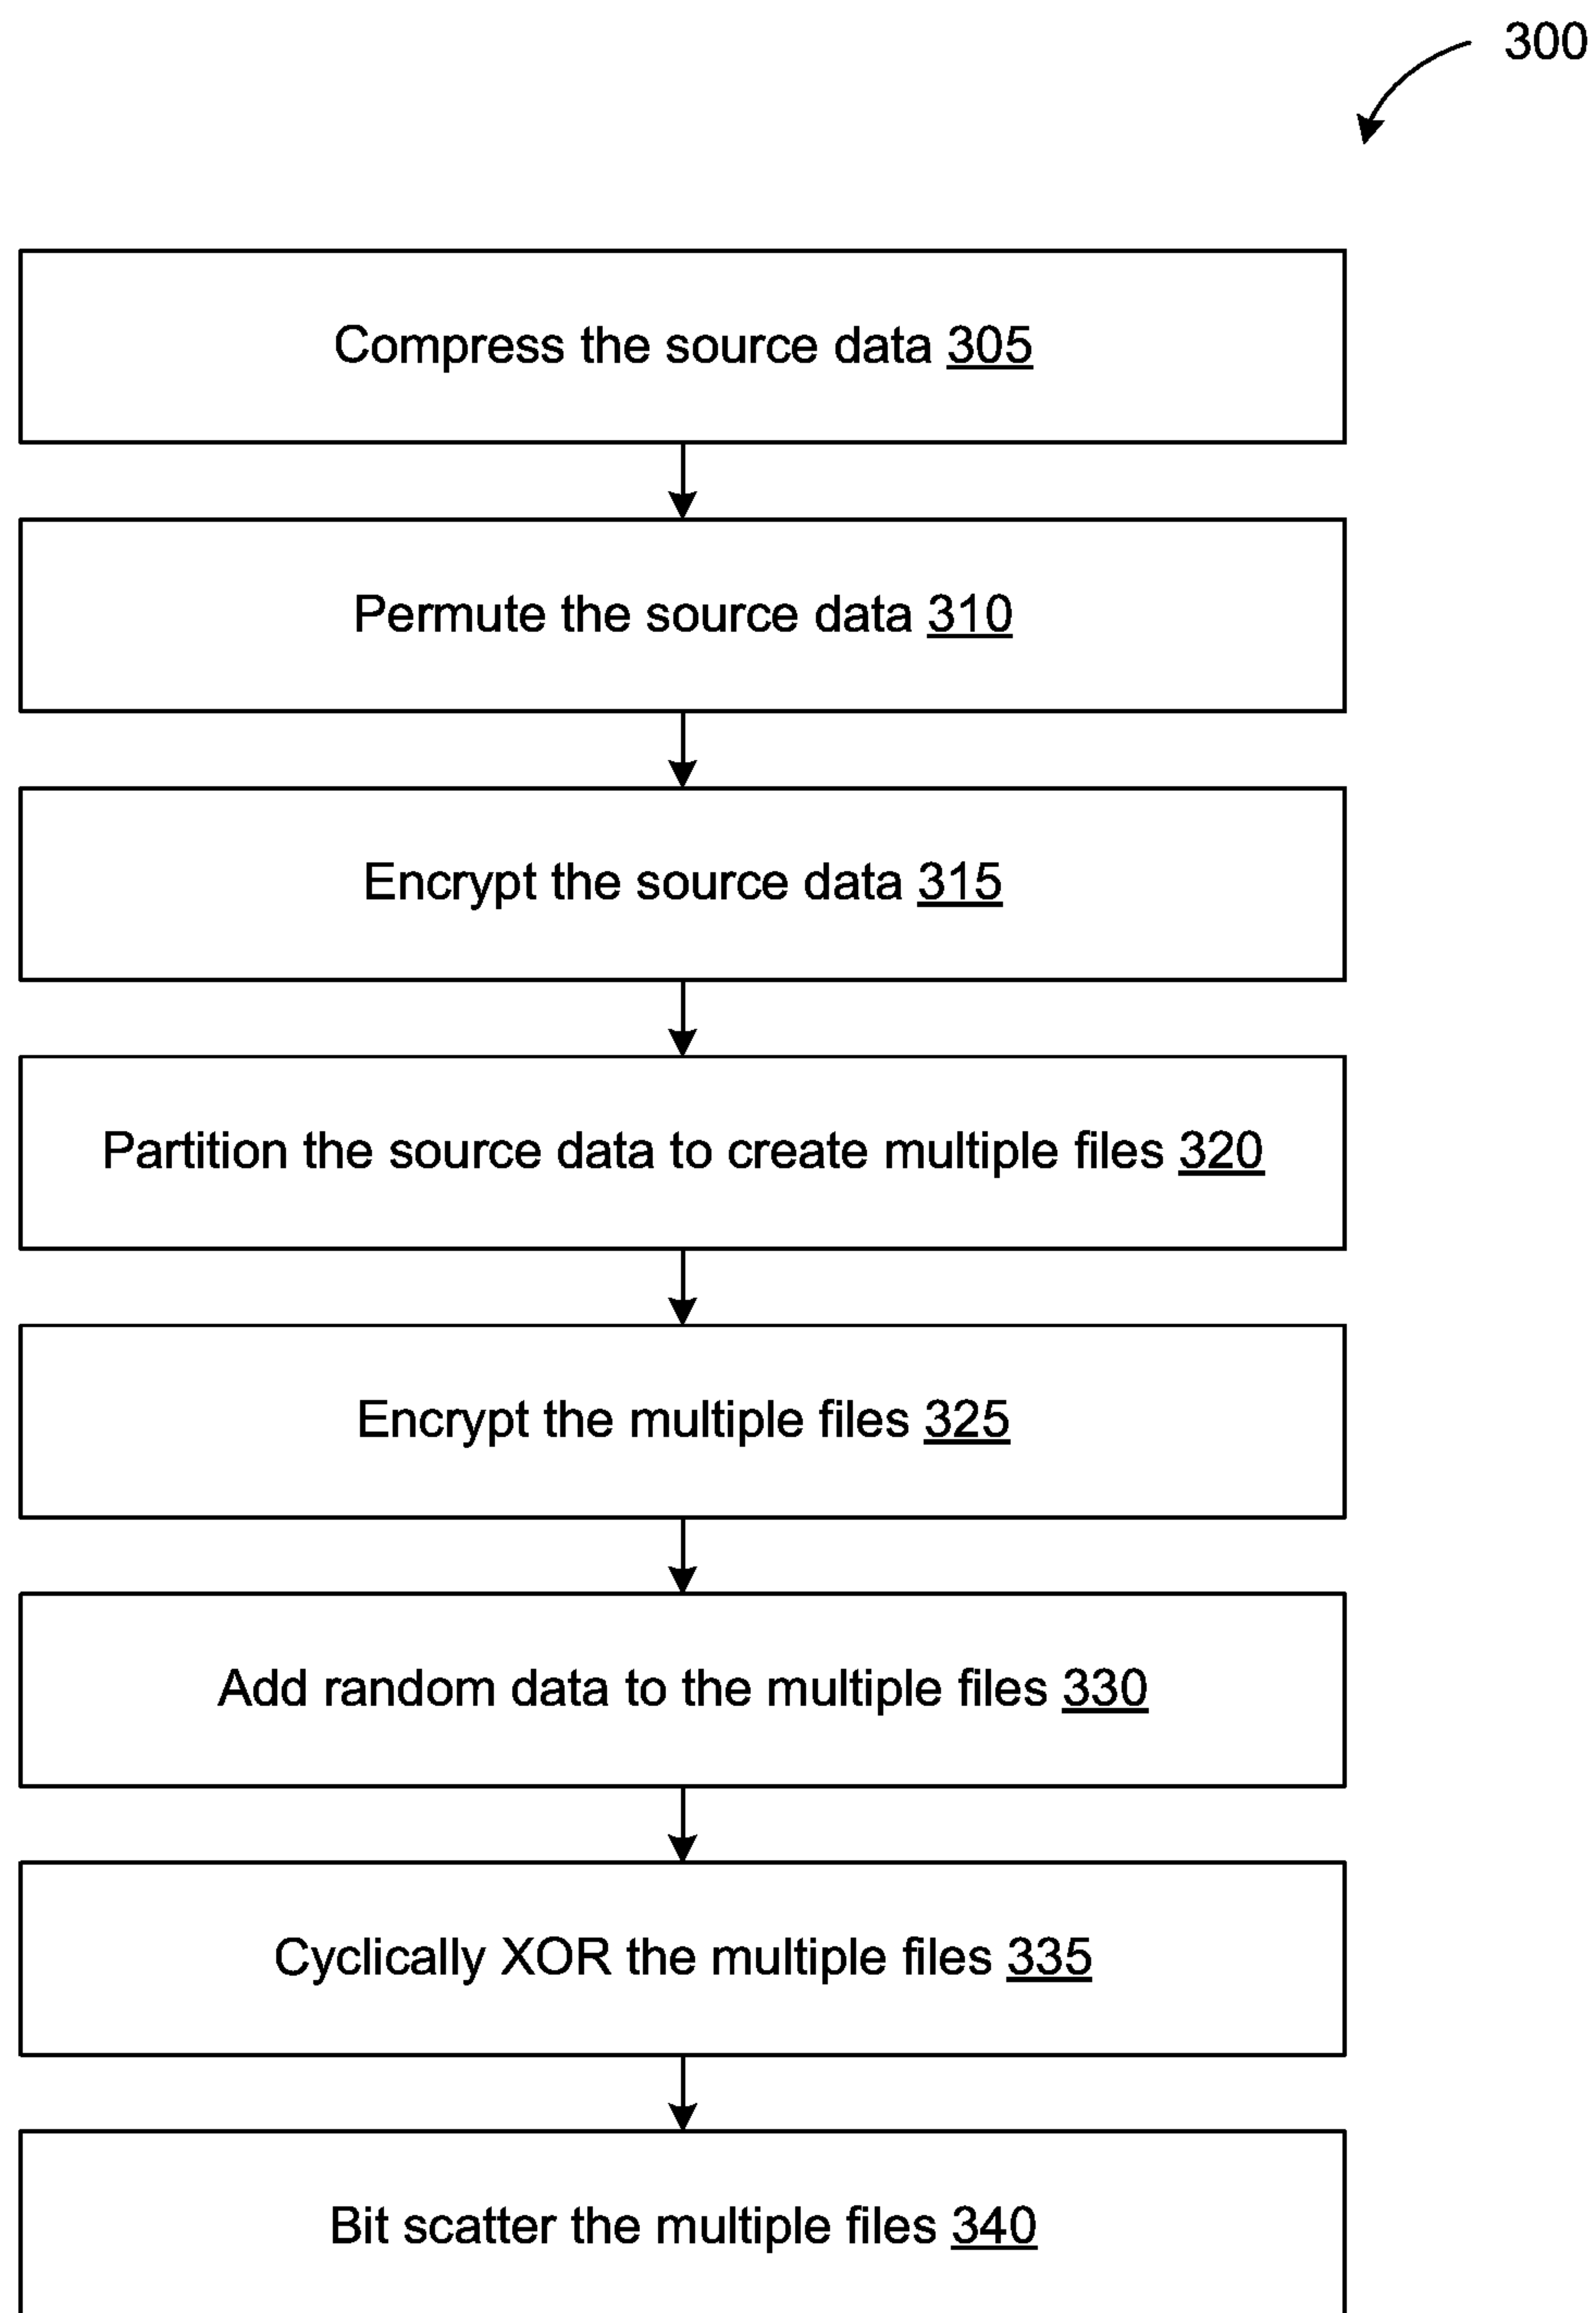 300
Compress the source data 305
Permute the source data 310
Encrypt the source data 315
Partition the source data to create multiple files 320
Encrypt the multiple files 325
Add random data to the multiple files 330
Cyclically XOR the multiple files 335
Bit scatter the multiple files 340